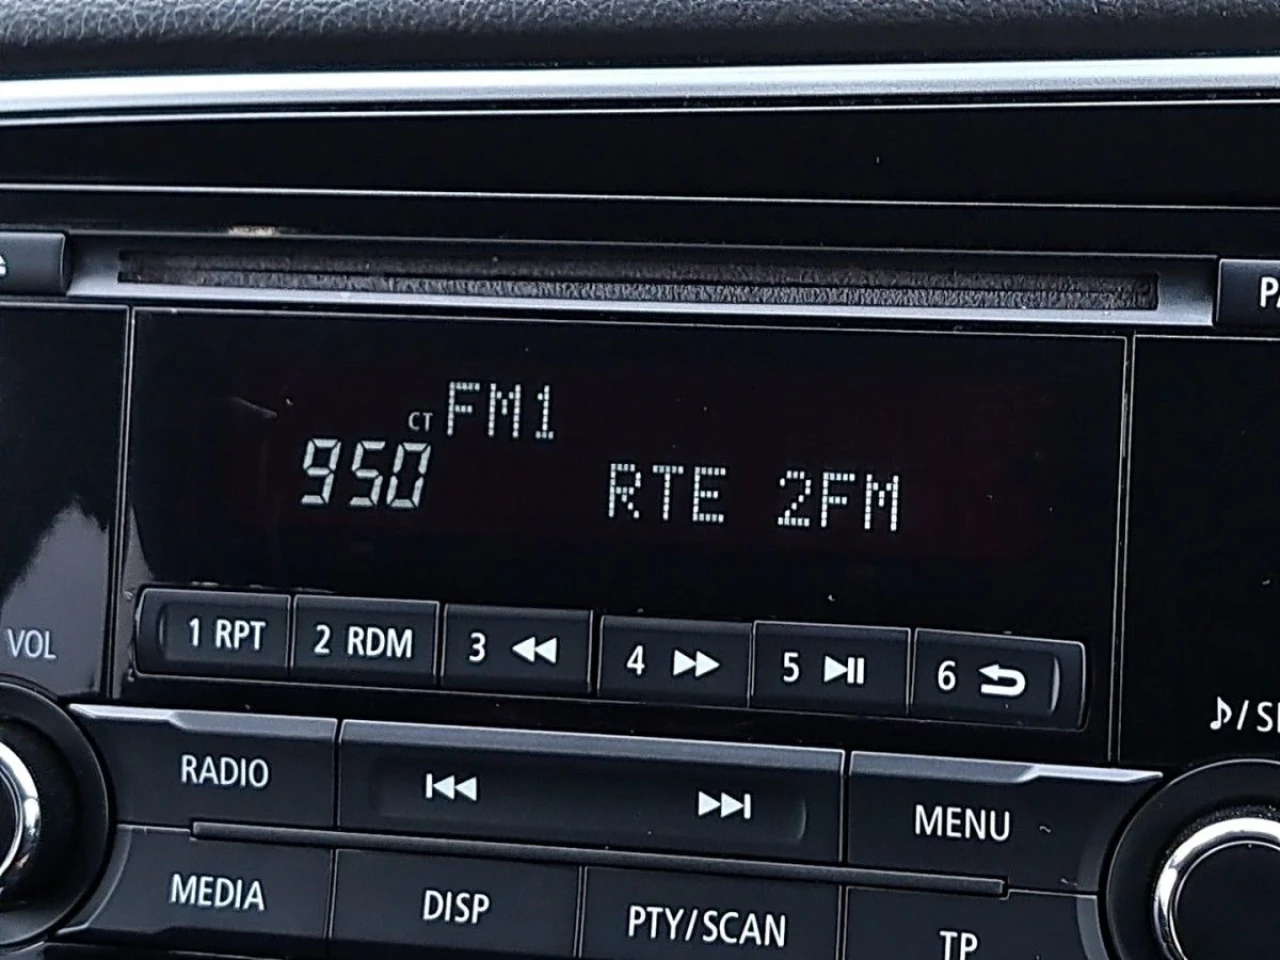 CT FM1
950 RTE 2FM
VOL
1 RPT 2 RDM 3 4 5 6
RADIO MENU
MEDIA DISP PTY/SCAN TP